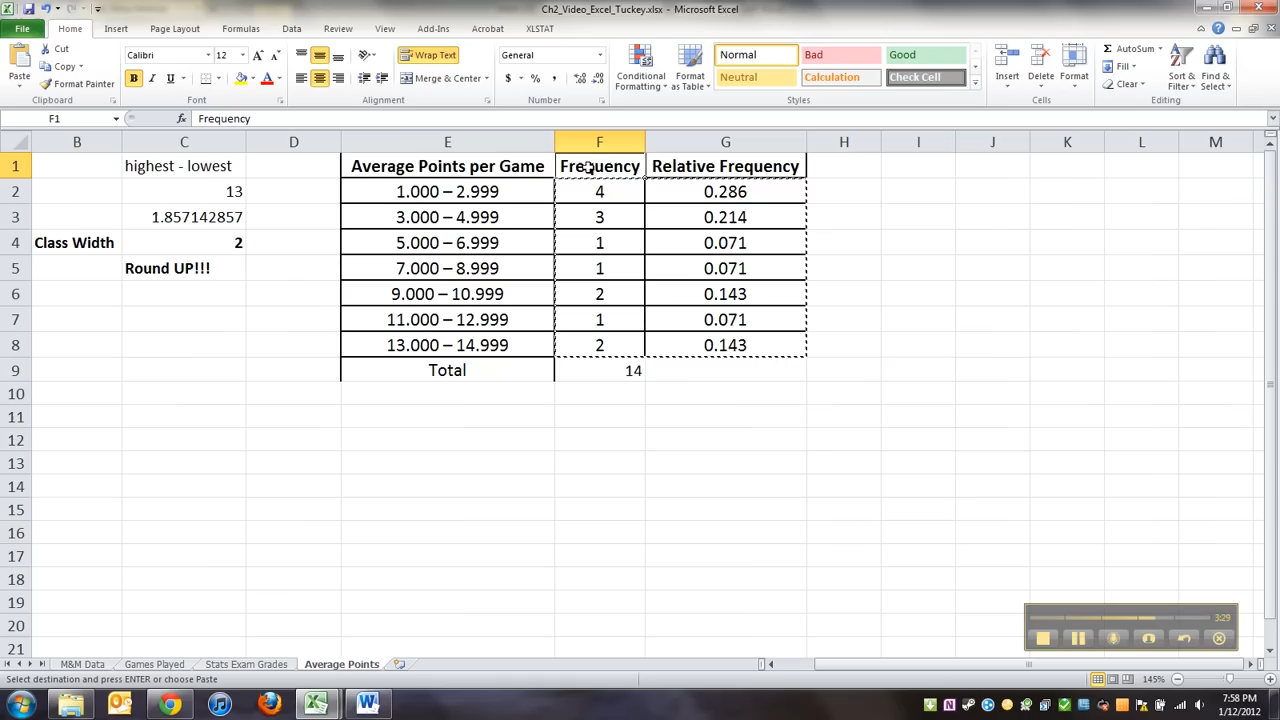 Ch2_Video_Excel_Tuckey.xlsx - Microsoft Excel
File Home Insert Page Layout Formulas Data Review View Add-Ins Acrobat XLSTAT
Paste Cut Copy Format Painter
Clipboard
Calibri 12
B I U
Font
Wrap Text
Merge & Center
Alignment
General
$ % ,
Number
Conditional Formatting
Format as Table
Normal Bad Good
Neutral Calculation Check Cell
Styles
Insert Delete Format
Cells
AutoSum
Fill
Clear
Sort & Filter
Find & Select
Editing
F1 fx Frequency
B C D E F G H I J K L M
1 highest - lowest Average Points per Game Frequency Relative Frequency
2 13 1.000 – 2.999 4 0.286
3 1.857142857 3.000 – 4.999 3 0.214
4 Class Width 2 5.000 – 6.999 1 0.071
5 Round UP!!! 7.000 – 8.999 1 0.071
6 9.000 – 10.999 2 0.143
7 11.000 – 12.999 1 0.071
8 13.000 – 14.999 2 0.143
9 Total 14
10
11
12
13
14
15
16
17
18
19
20
21
3:29
M&M Data Games Played Stats Exam Grades Average Points
Select destination and press ENTER or choose Paste
145%
7:58 PM
1/12/2012